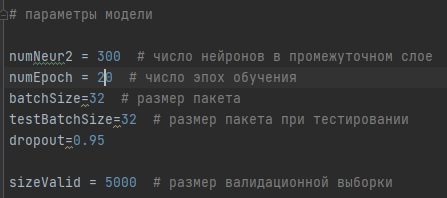 # параметры модели
numNeur2 = 300  # число нейронов в промежуточном слое
numEpoch = 20  # число эпох обучения
batchSize=32  # размер пакета
testBatchSize=32  # размер пакета при тестировании
dropout=0.95
sizeValid = 5000  # размер валидационной выборки